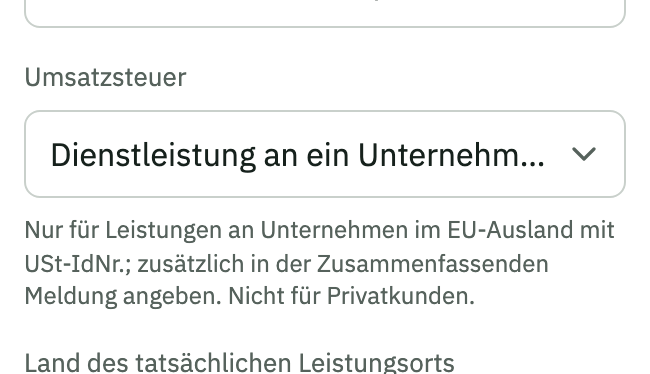 Umsatzsteuer
Dienstleistung an ein Unternehm...
Nur für Leistungen an Unternehmen im EU-Ausland mit
USt-IdNr.; zusätzlich in der Zusammenfassenden
Meldung angeben. Nicht für Privatkunden.
Land des tatsächlichen Leistungsorts